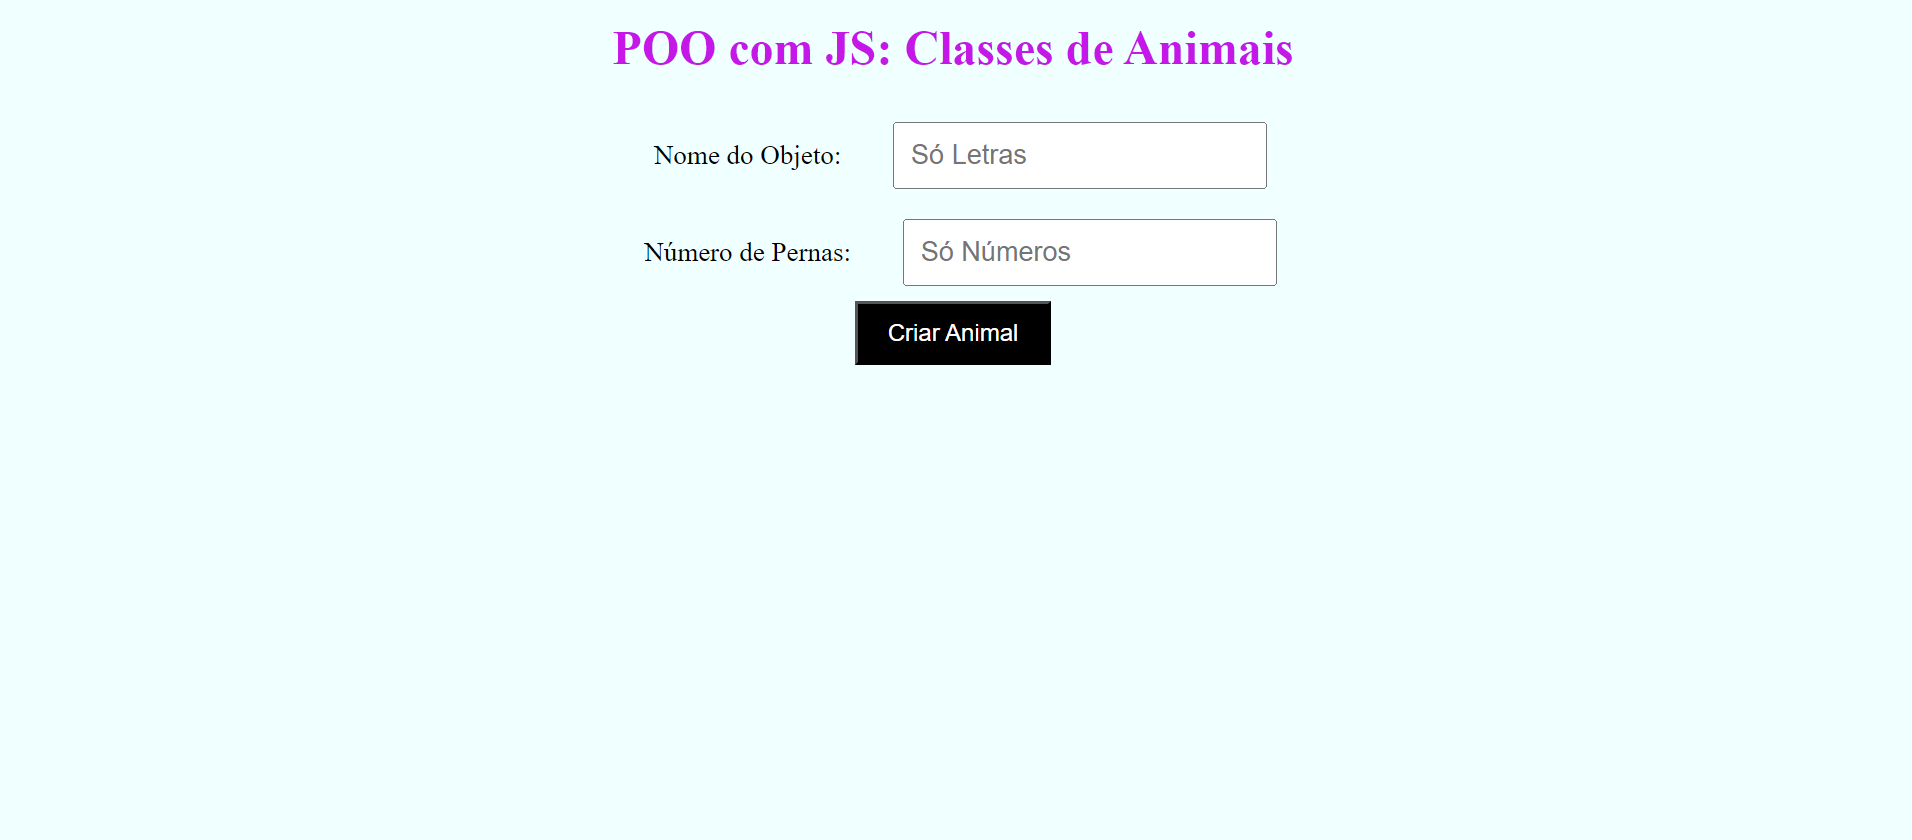 POO com JS: Classes de Animais
Nome do Objeto: Só Letras
Número de Pernas: Só Números
Criar Animal